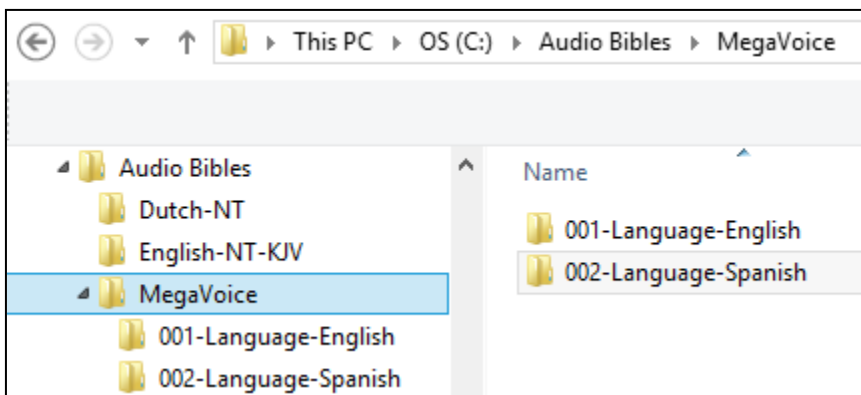 This PC OS (C:) Audio Bibles MegaVoice
Audio Bibles
Dutch-NT
English-NT-KJV
MegaVoice
001-Language-English
002-Language-Spanish
Name
001-Language-English
002-Language-Spanish